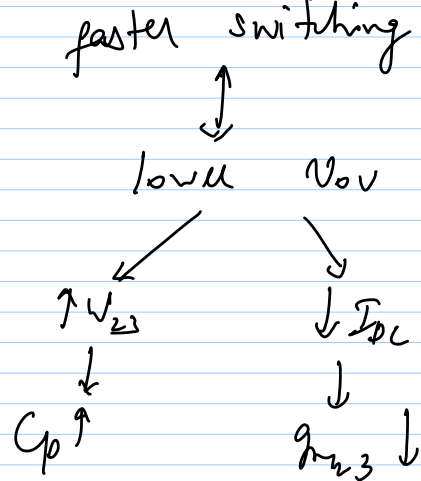 faster switching
↕
lower Vov
↙ ↘
↑ W23 ↓ IDC
↓ ↓
Cp ↑ gm23 ↓